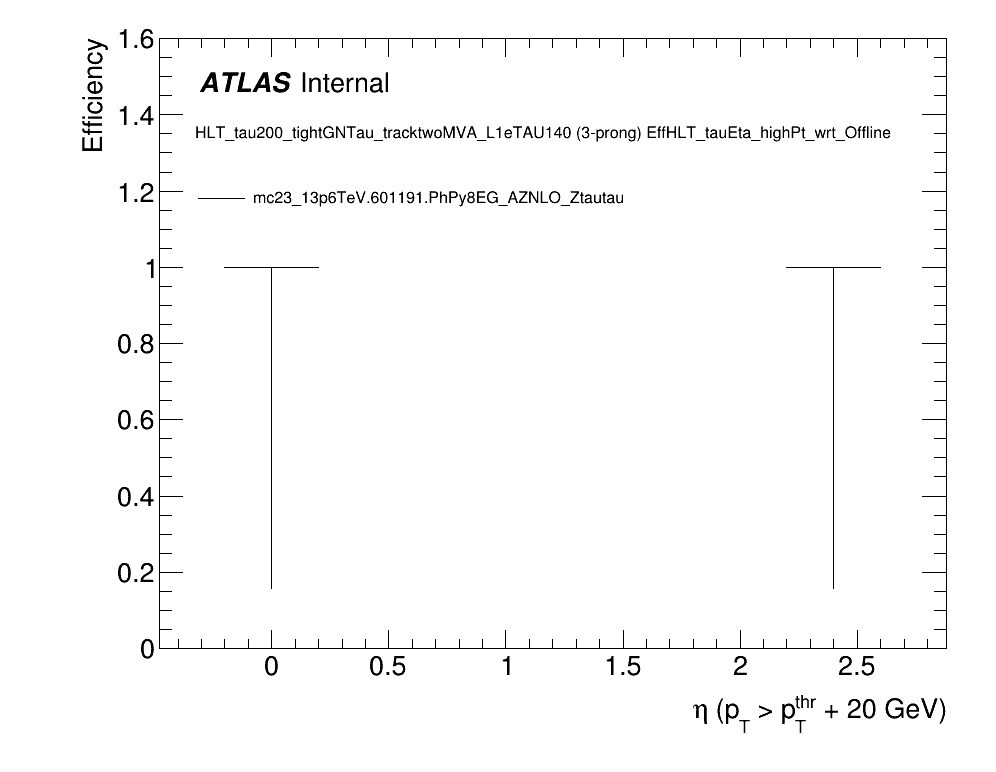 Efficiency
1.6
1.4
1.2
1
0.8
0.6
0.4
0.2
0
ATLAS Internal
HLT_tau200_tightGNTau_tracktwoMVA_L1eTAU140 (3-prong) EffHLT_tauEta_highPt_wrt_Offline
mc23_13p6TeV.601191.PhPy8EG_AZNLO_Ztautau
0 0.5 1 1.5 2 2.5
η (p_T > p_T^thr + 20 GeV)